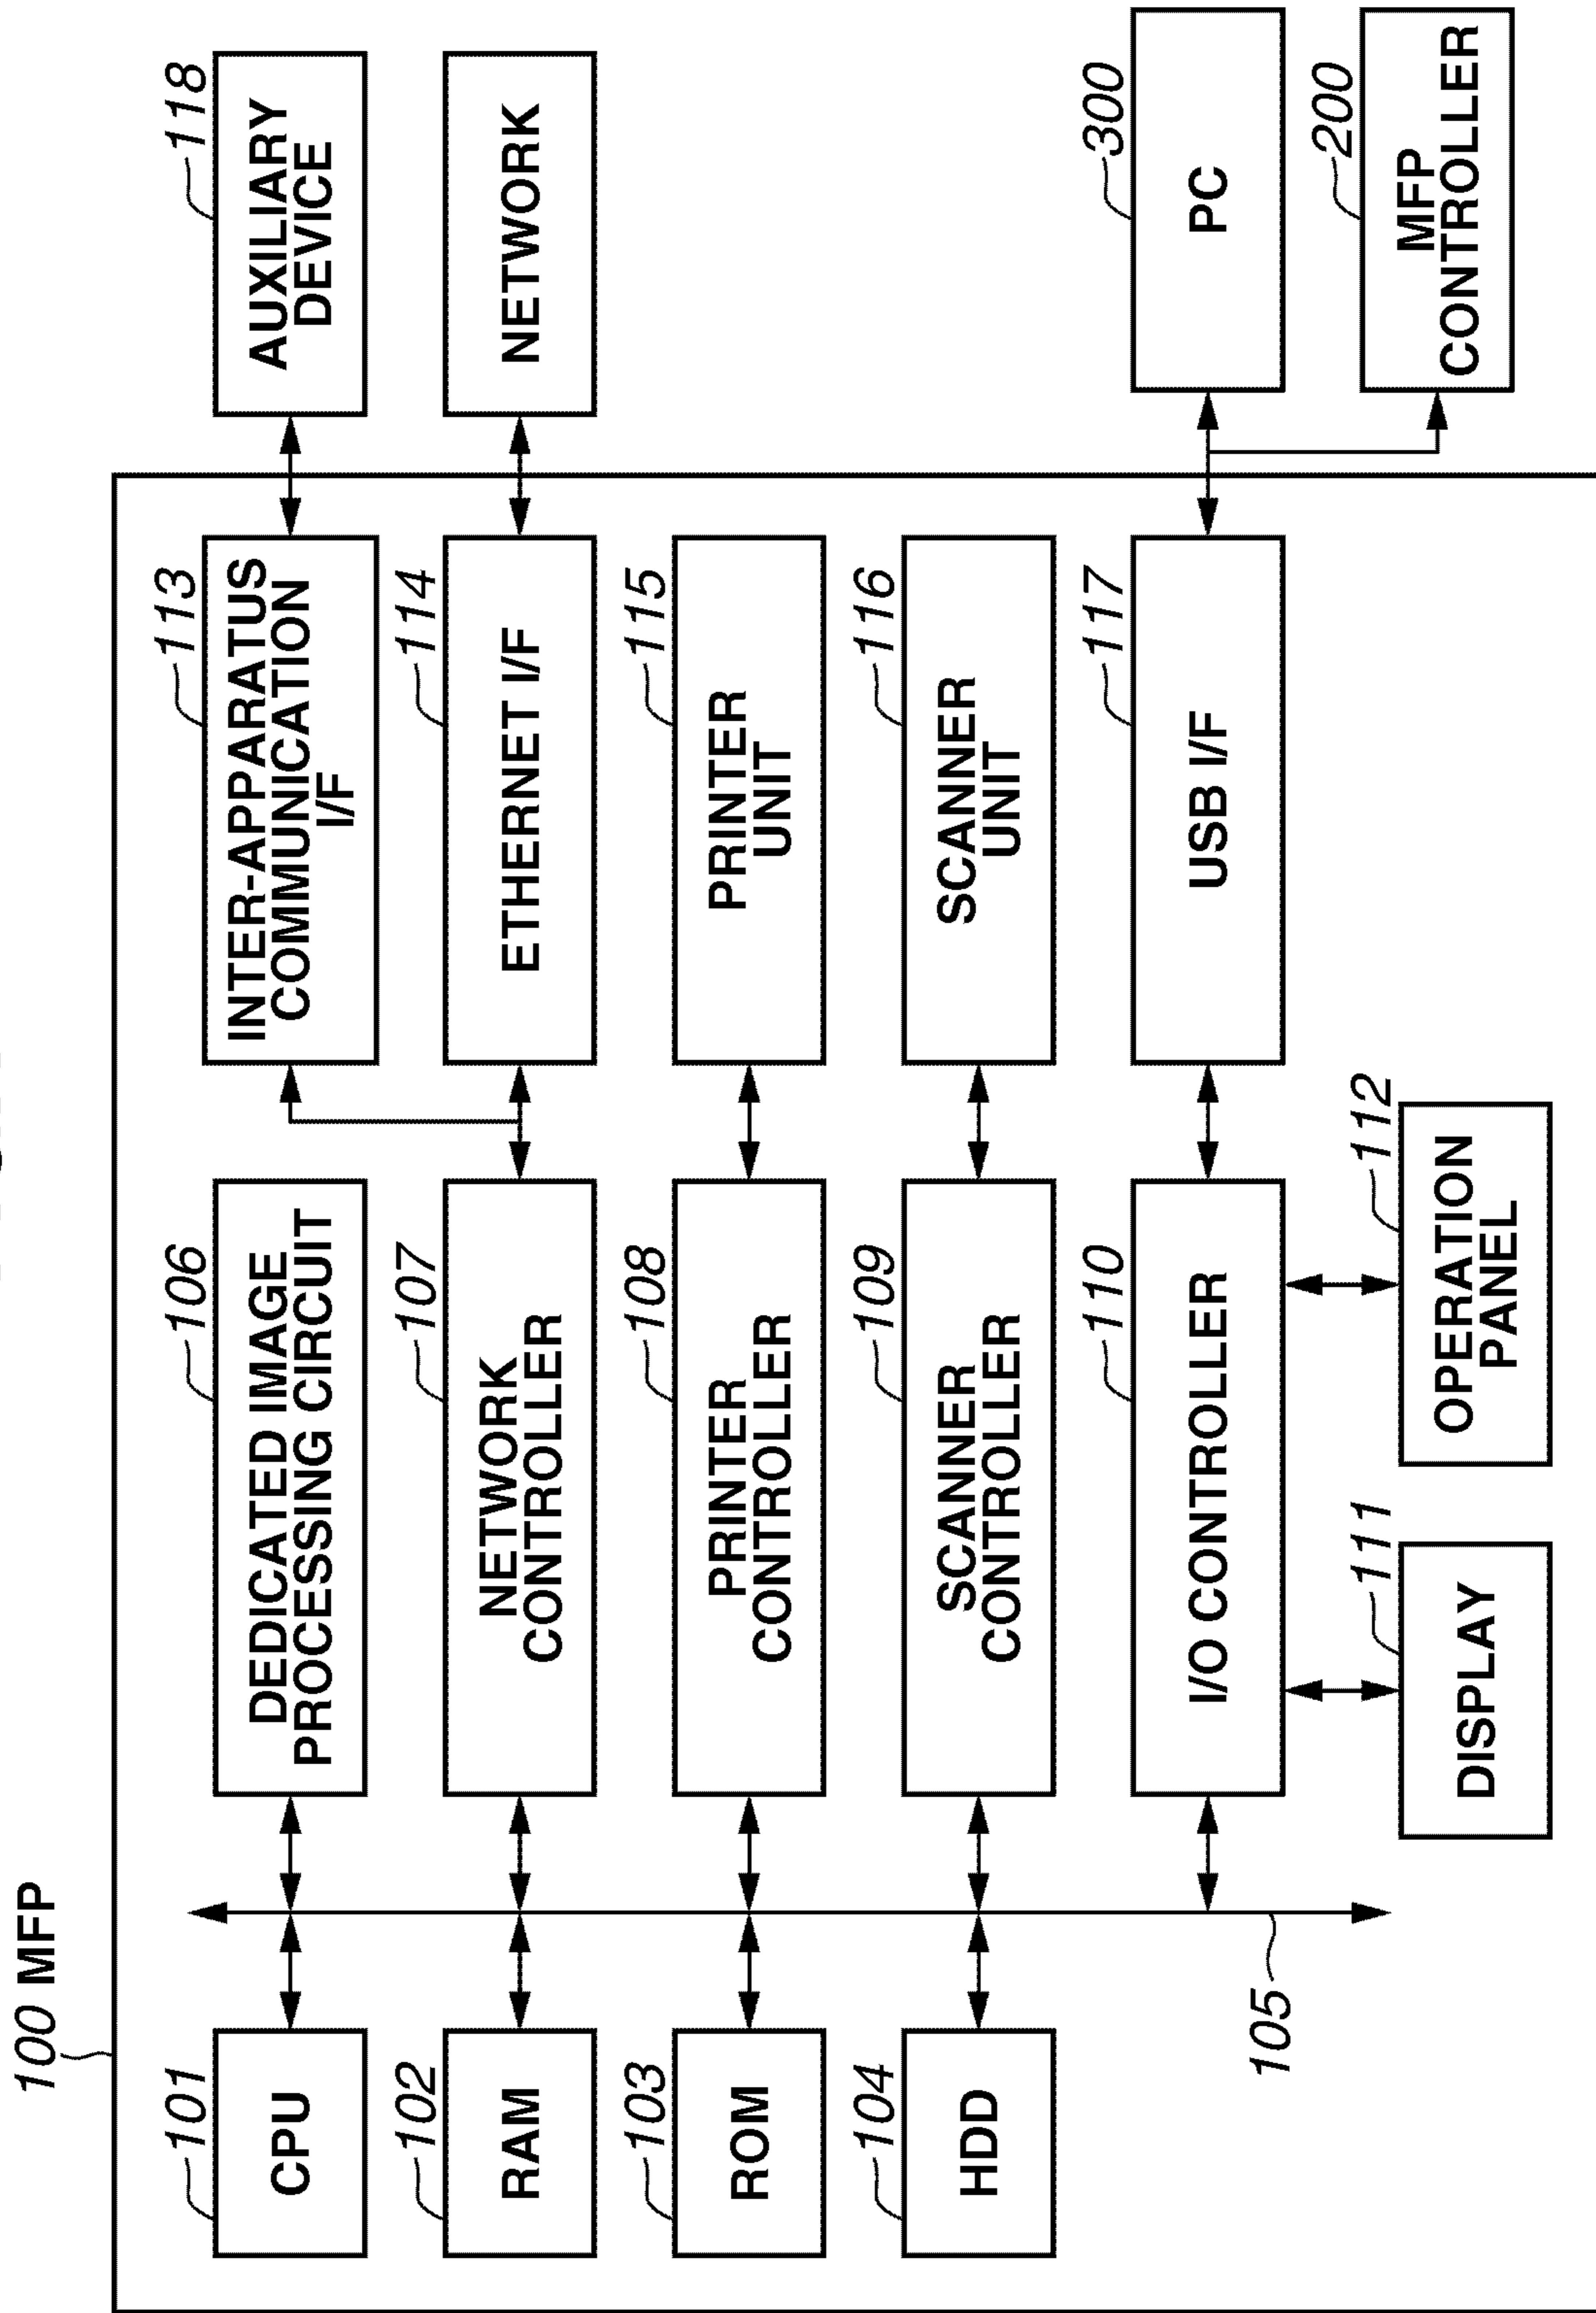 100 MFP
101
CPU
102
RAM
103
ROM
104
HDD
105
106
DEDICATED IMAGE
PROCESSING CIRCUIT
107
NETWORK
CONTROLLER
108
PRINTER
CONTROLLER
109
SCANNER
CONTROLLER
110
I/O CONTROLLER
111
DISPLAY
112
OPERATION
PANEL
113
INTER-APPARATUS
COMMUNICATION
I/F
114
ETHERNET I/F
115
PRINTER
UNIT
116
SCANNER
UNIT
117
USB I/F
118
AUXILIARY
DEVICE
NETWORK
300
PC
200
MFP
CONTROLLER